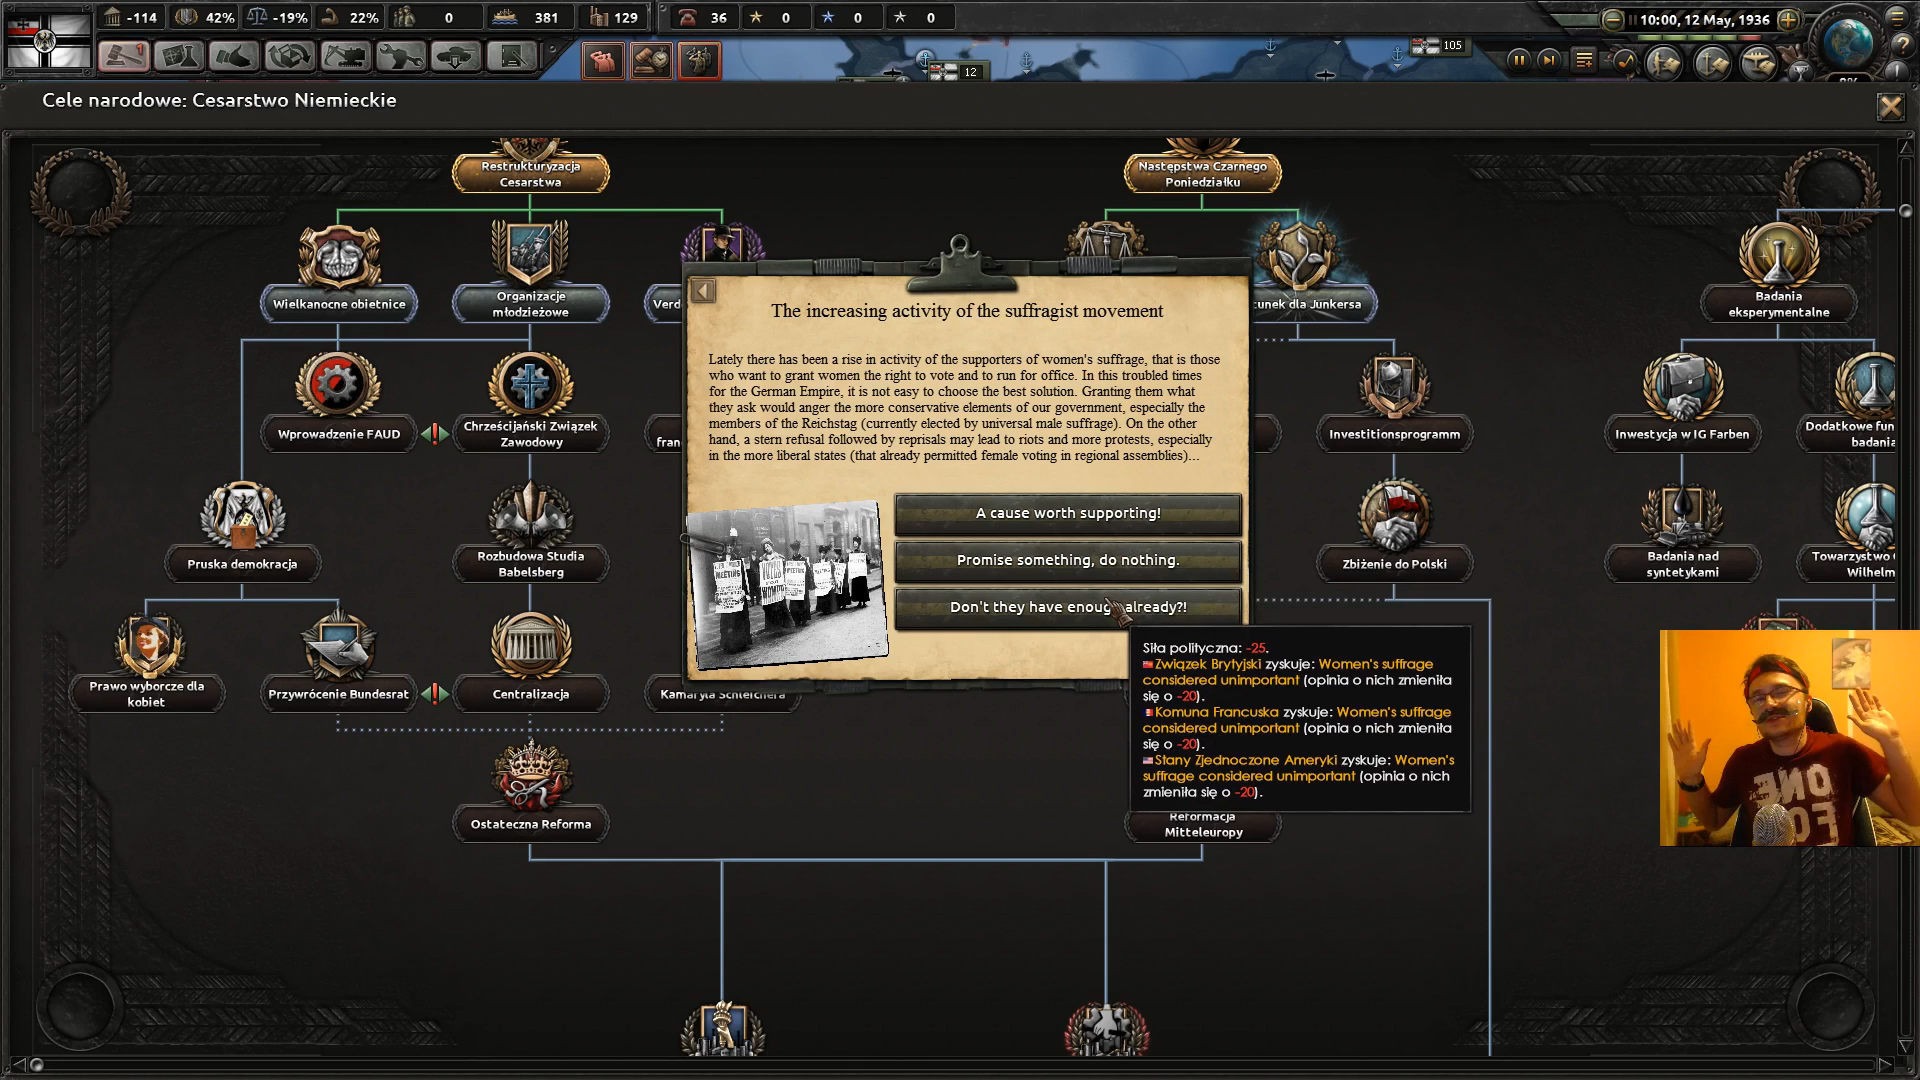 -114
42%
-19%
22%
0
381
129
36
0
0
0
10:00, 12 May, 1936
105
12
Cele narodowe: Cesarstwo Niemieckie
Restrukturyzacja
Cesarstwa
Następstwa Czarnego
Poniedziałku
Wielkanocne obietnice
Organizacje
młodzieżowe
Verd
unek dla Junkersa
Badania
eksperymentalne
Wprowadzenie FAUD
Chrześcijański Związek
Zawodowy
fran
Investitionsprogramm
Inwestycja w IG Farben
Dodatkowe fun
badania
Pruska demokracja
Rozbudowa Studia
Babelsberg
Zbiżenie do Polski
Badania nad
syntetykami
Towarzystwo
Wilhelm
Prawo wyborcze dla
kobiet
Przywrócenie Bundesrat
Centralizacja
Kamaryla Schleichera
Ostateczna Reforma
Reformacja
Mitteleuropy
The increasing activity of the suffragist movement
Lately there has been a rise in activity of the supporters of women's suffrage, that is those
who want to grant women the right to vote and to run for office. In this troubled times
for the German Empire, it is not easy to choose the best solution. Granting them what
they ask would anger the more conservative elements of our government, especially the
members of the Reichstag (currently elected by universal male suffrage). On the other
hand, a stern refusal followed by reprisals may lead to riots and more protests, especially
in the more liberal states (that already permitted female voting in regional assemblies)...
A cause worth supporting!
Promise something, do nothing.
Don't they have enough already?!
Siła polityczna: -25.
Związek Brytyjski zyskuje: Women's suffrage
considered unimportant (opinia o nich zmieniła
się o -20).
Komuna Francuska zyskuje: Women's suffrage
considered unimportant (opinia o nich zmieniła
się o -20).
Stany Zjednoczone Ameryki zyskuje: Women's
suffrage considered unimportant (opinia o nich
zmieniła się o -20).
MEETING